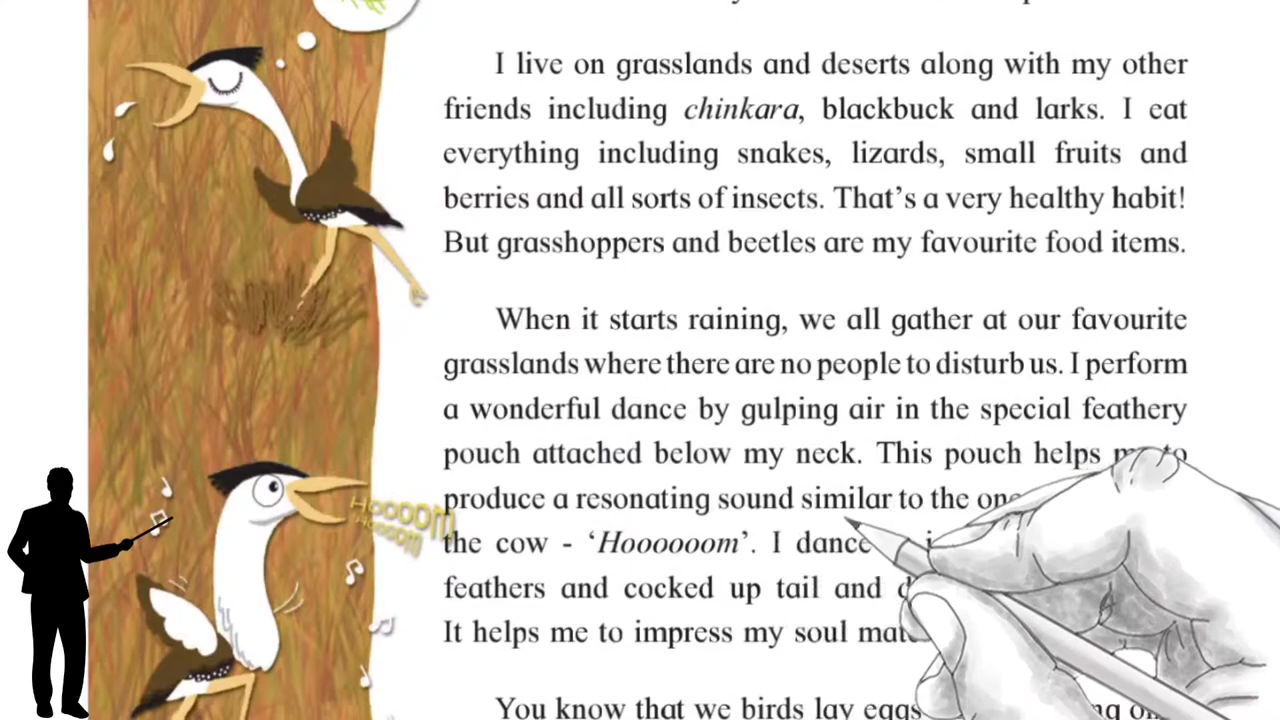 I live on grasslands and deserts along with my other
friends including chinkara, blackbuck and larks. I eat
everything including snakes, lizards, small fruits and
berries and all sorts of insects. That's a very healthy habit!
But grasshoppers and beetles are my favourite food items.
When it starts raining, we all gather at our favourite
grasslands where there are no people to disturb us. I perform
a wonderful dance by gulping air in the special feathery
pouch attached below my neck. This pouch helps me to
produce a resonating sound similar to the one
the cow - 'Hoooooom'. I dance
feathers and cocked up tail and
It helps me to impress my soul
You know that we birds lay eggs
HOOOOM
HOOOOM